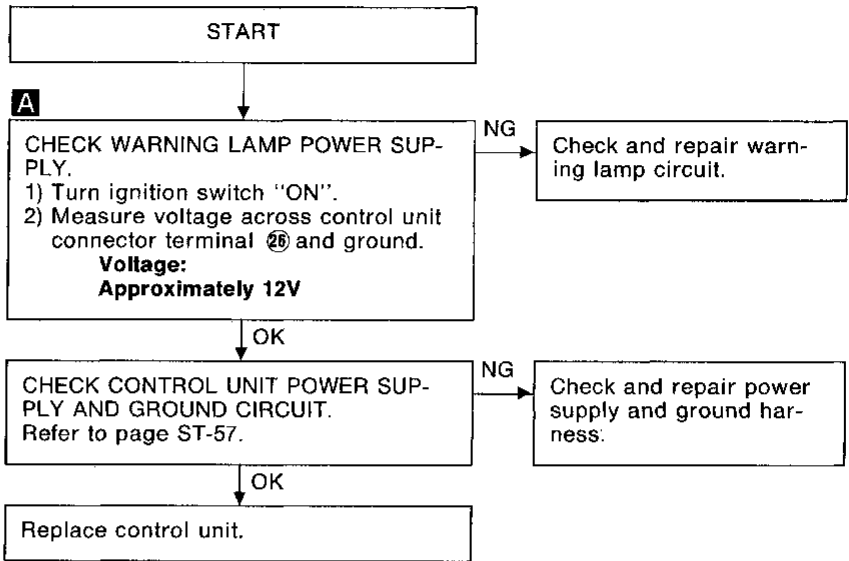 START
A
CHECK WARNING LAMP POWER SUP-
PLY.
1) Turn ignition switch "ON".
2) Measure voltage across control unit
connector terminal ㉖ and ground.
Voltage:
Approximately 12V
NG
Check and repair warn-
ing lamp circuit.
OK
CHECK CONTROL UNIT POWER SUP-
PLY AND GROUND CIRCUIT.
Refer to page ST-57.
NG
Check and repair power
supply and ground har-
ness.
OK
Replace control unit.